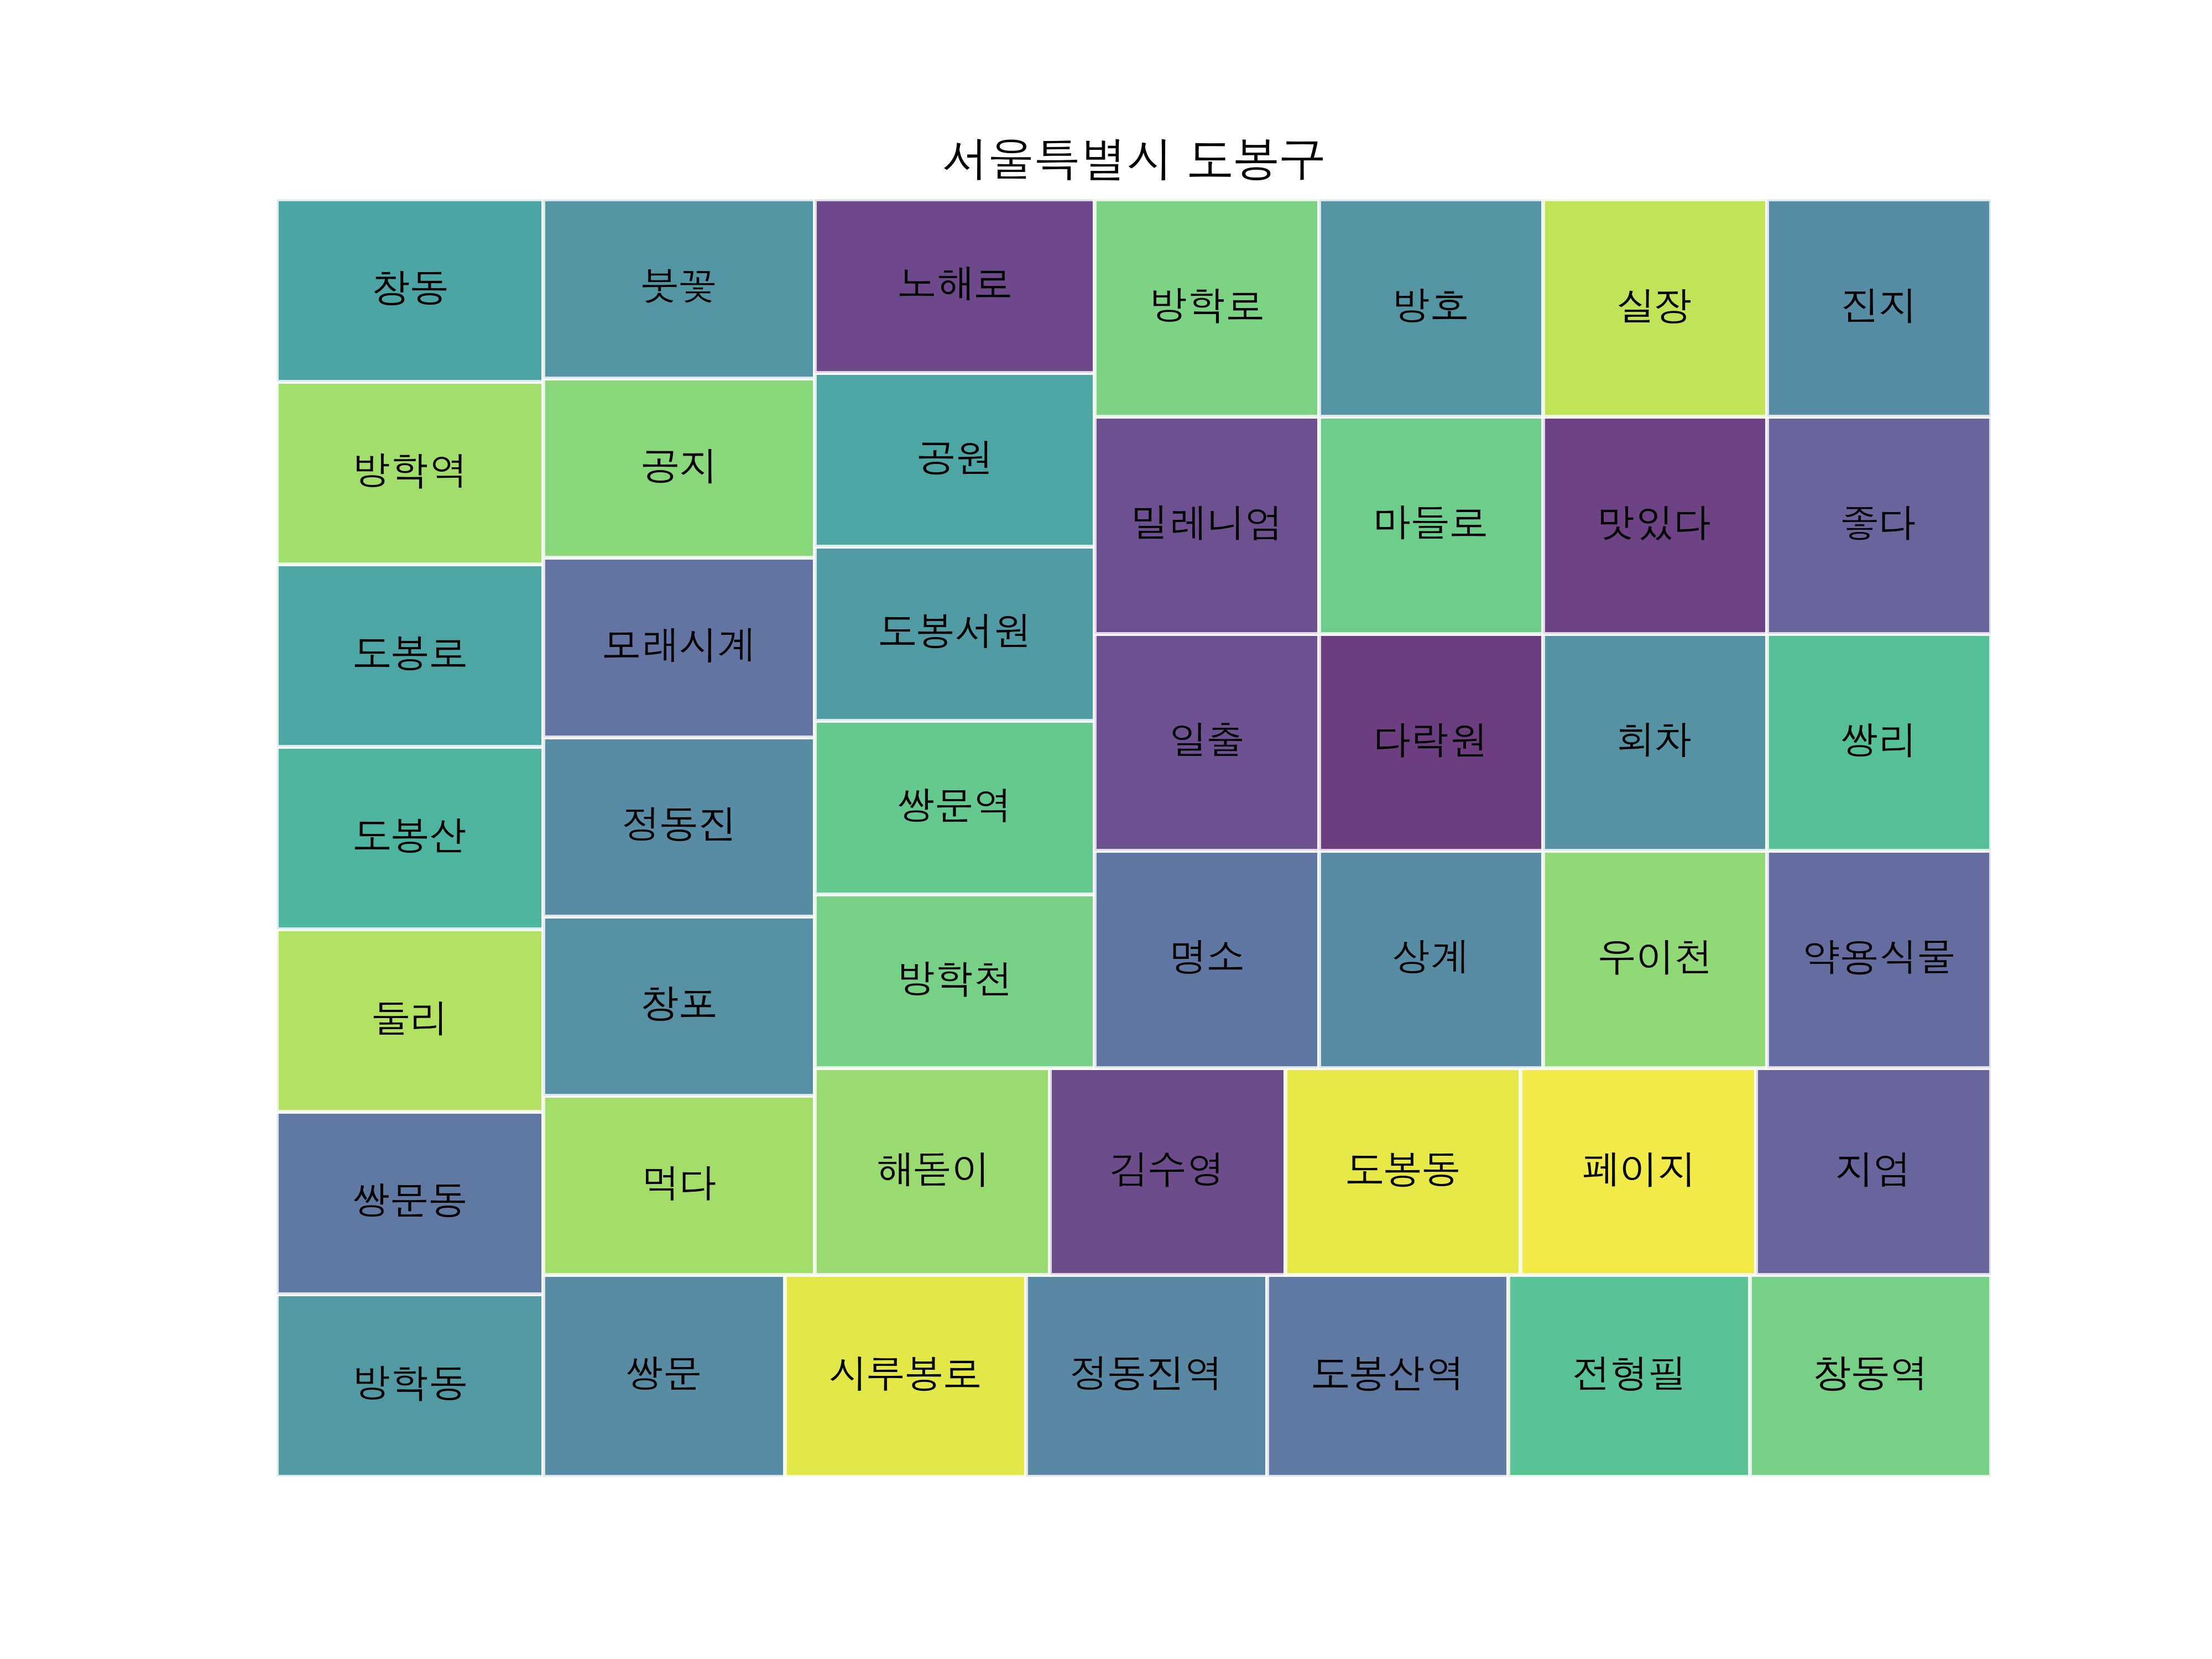 서울특별시 도봉구
창동
방학역
도봉로
도봉산
둘리
쌍문동
방학동
붓꽃
공지
모래시계
정동진
창포
먹다
노해로
공원
도봉서원
쌍문역
방학천
방학로
방호
실장
진지
밀레니엄
마들로
맛있다
좋다
일출
다락원
회차
쌍리
명소
상계
우이천
약용식물
해돋이
김수영
도봉동
페이지
지엄
쌍문
시루봉로
정동진역
도봉산역
전형필
창동역